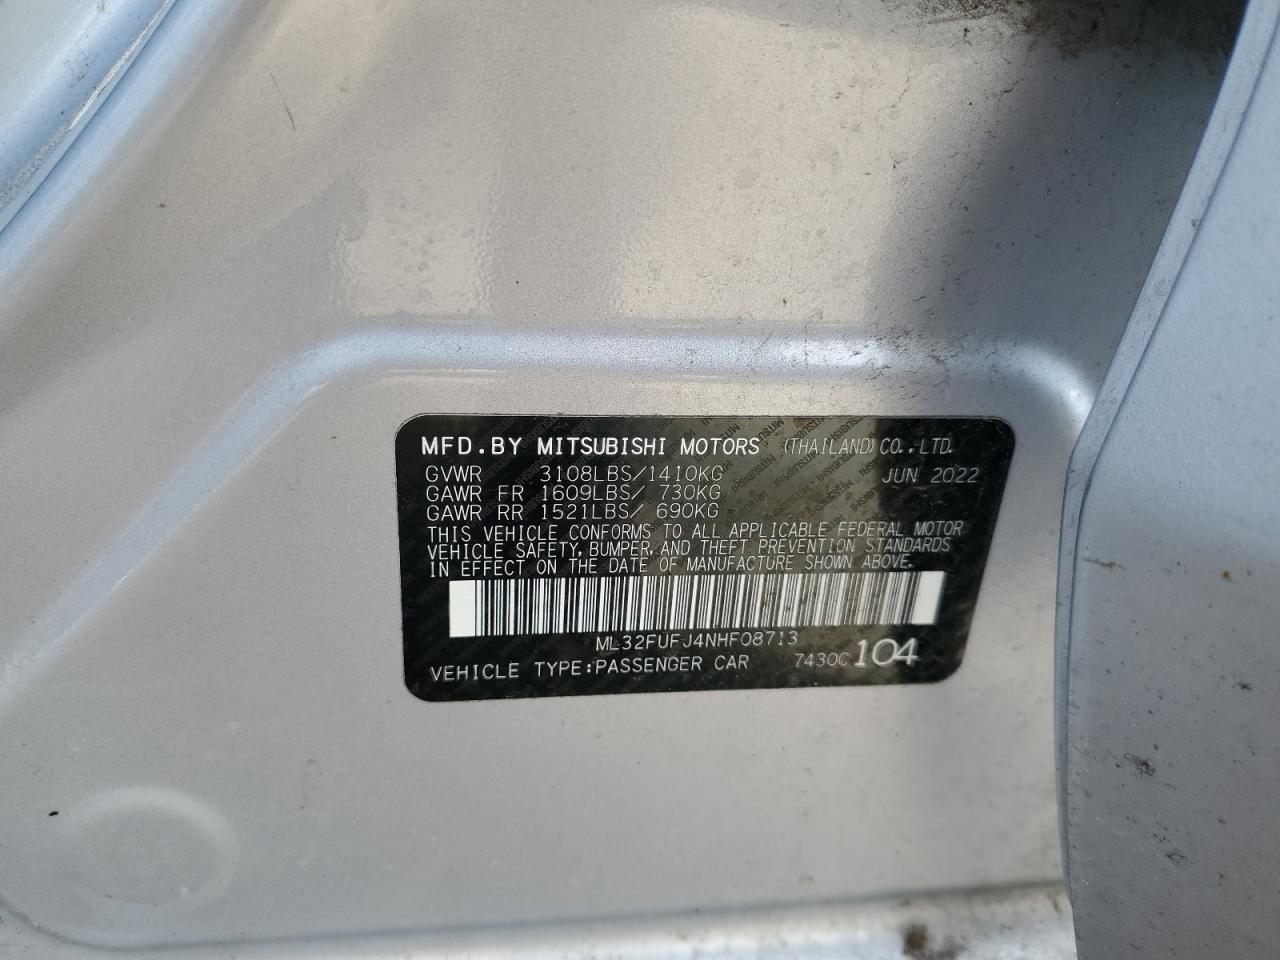 MFD.BY MITSUBISHI MOTORS (THAILAND) CO.,LTD.
GVWR 3108LBS/1410KG JUN 2022
GAWR FR 1609LBS/ 730KG
GAWR RR 1521LBS/ 690KG
THIS VEHICLE CONFORMS TO ALL APPLICABLE FEDERAL MOTOR
VEHICLE SAFETY, BUMPER, AND THEFT PREVENTION STANDARDS
IN EFFECT ON THE DATE OF MANUFACTURE SHOWN ABOVE.
ML32FUFJ4NHF08713
VEHICLE TYPE:PASSENGER CAR 7430C 104